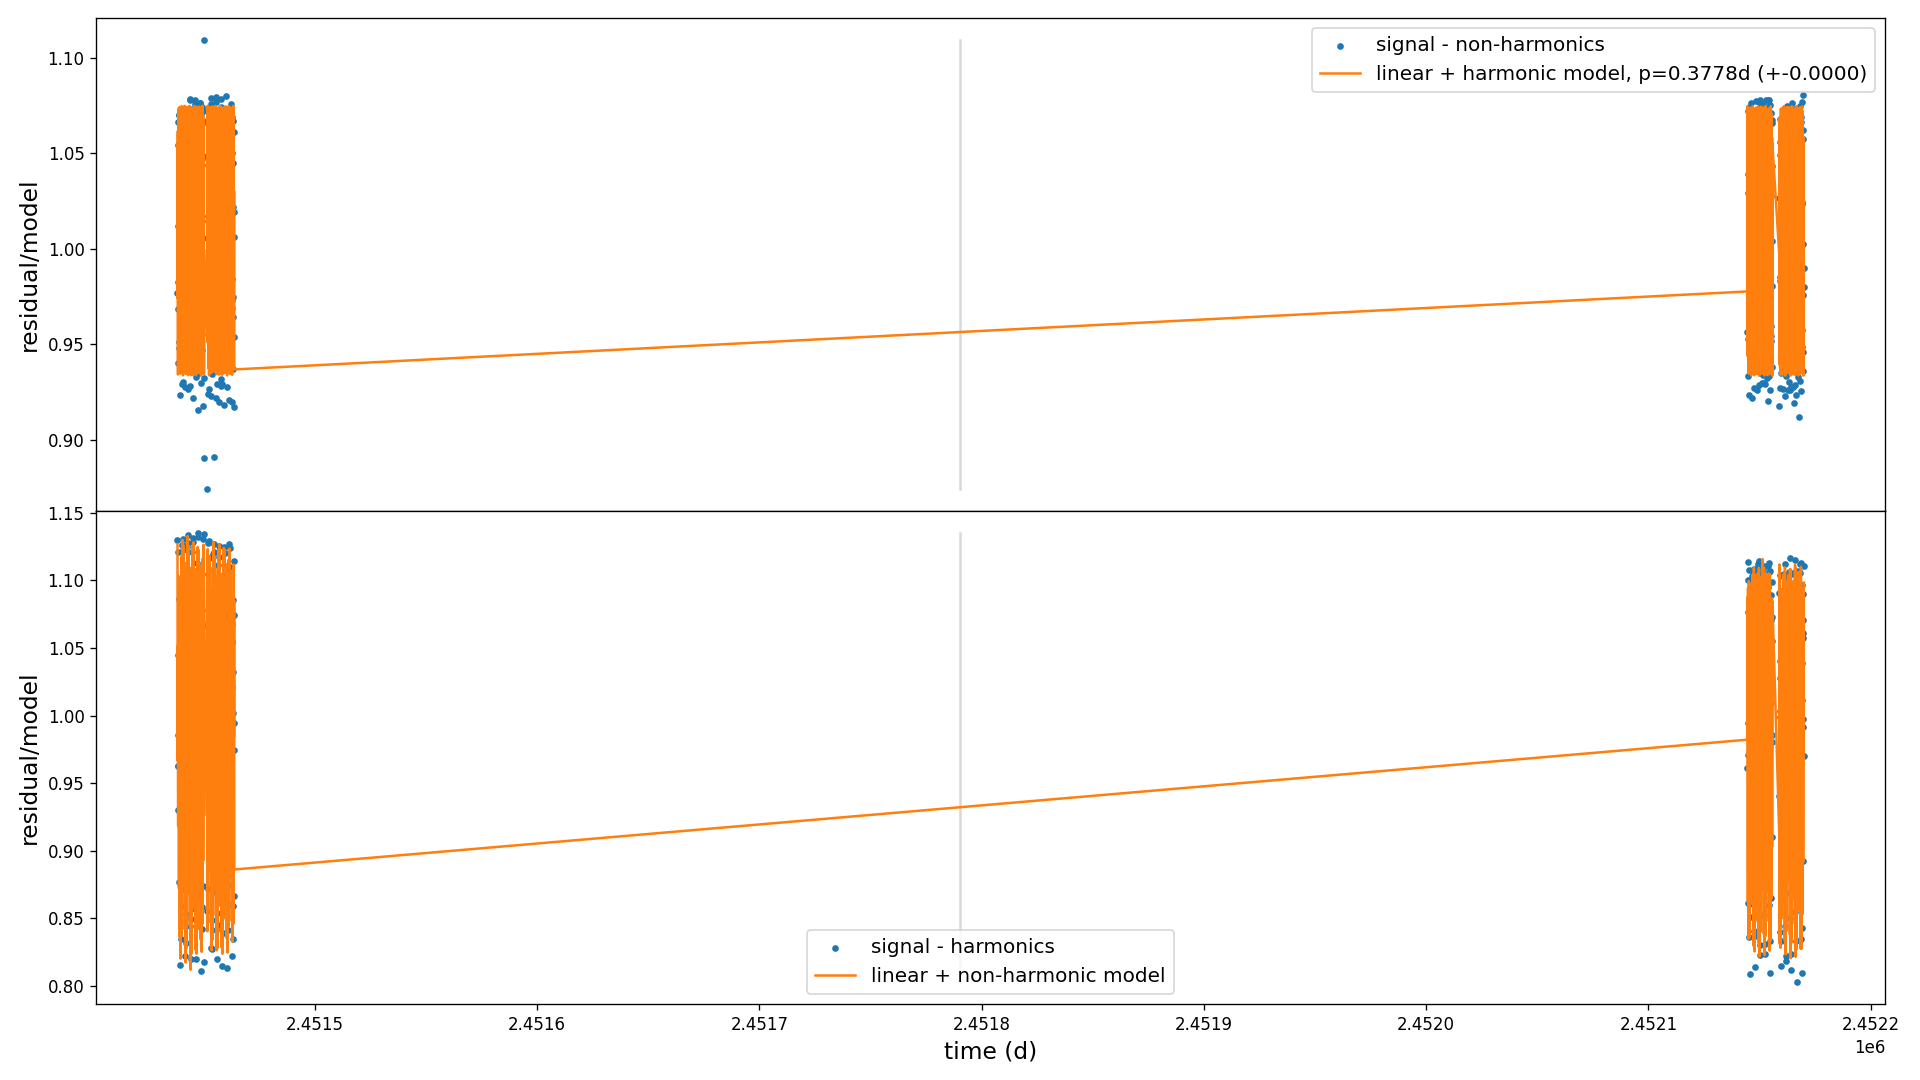 signal - non-harmonics
linear + harmonic model, p=0.3778d (+-0.0000)
residual/model
1.10
1.05
1.00
0.95
0.90
1.15
1.10
1.05
1.00
0.95
0.90
0.85
0.80
residual/model
signal - harmonics
linear + non-harmonic model
2.4515
2.4516
2.4517
2.4518
2.4519
2.4520
2.4521
2.4522
time (d)
1e6